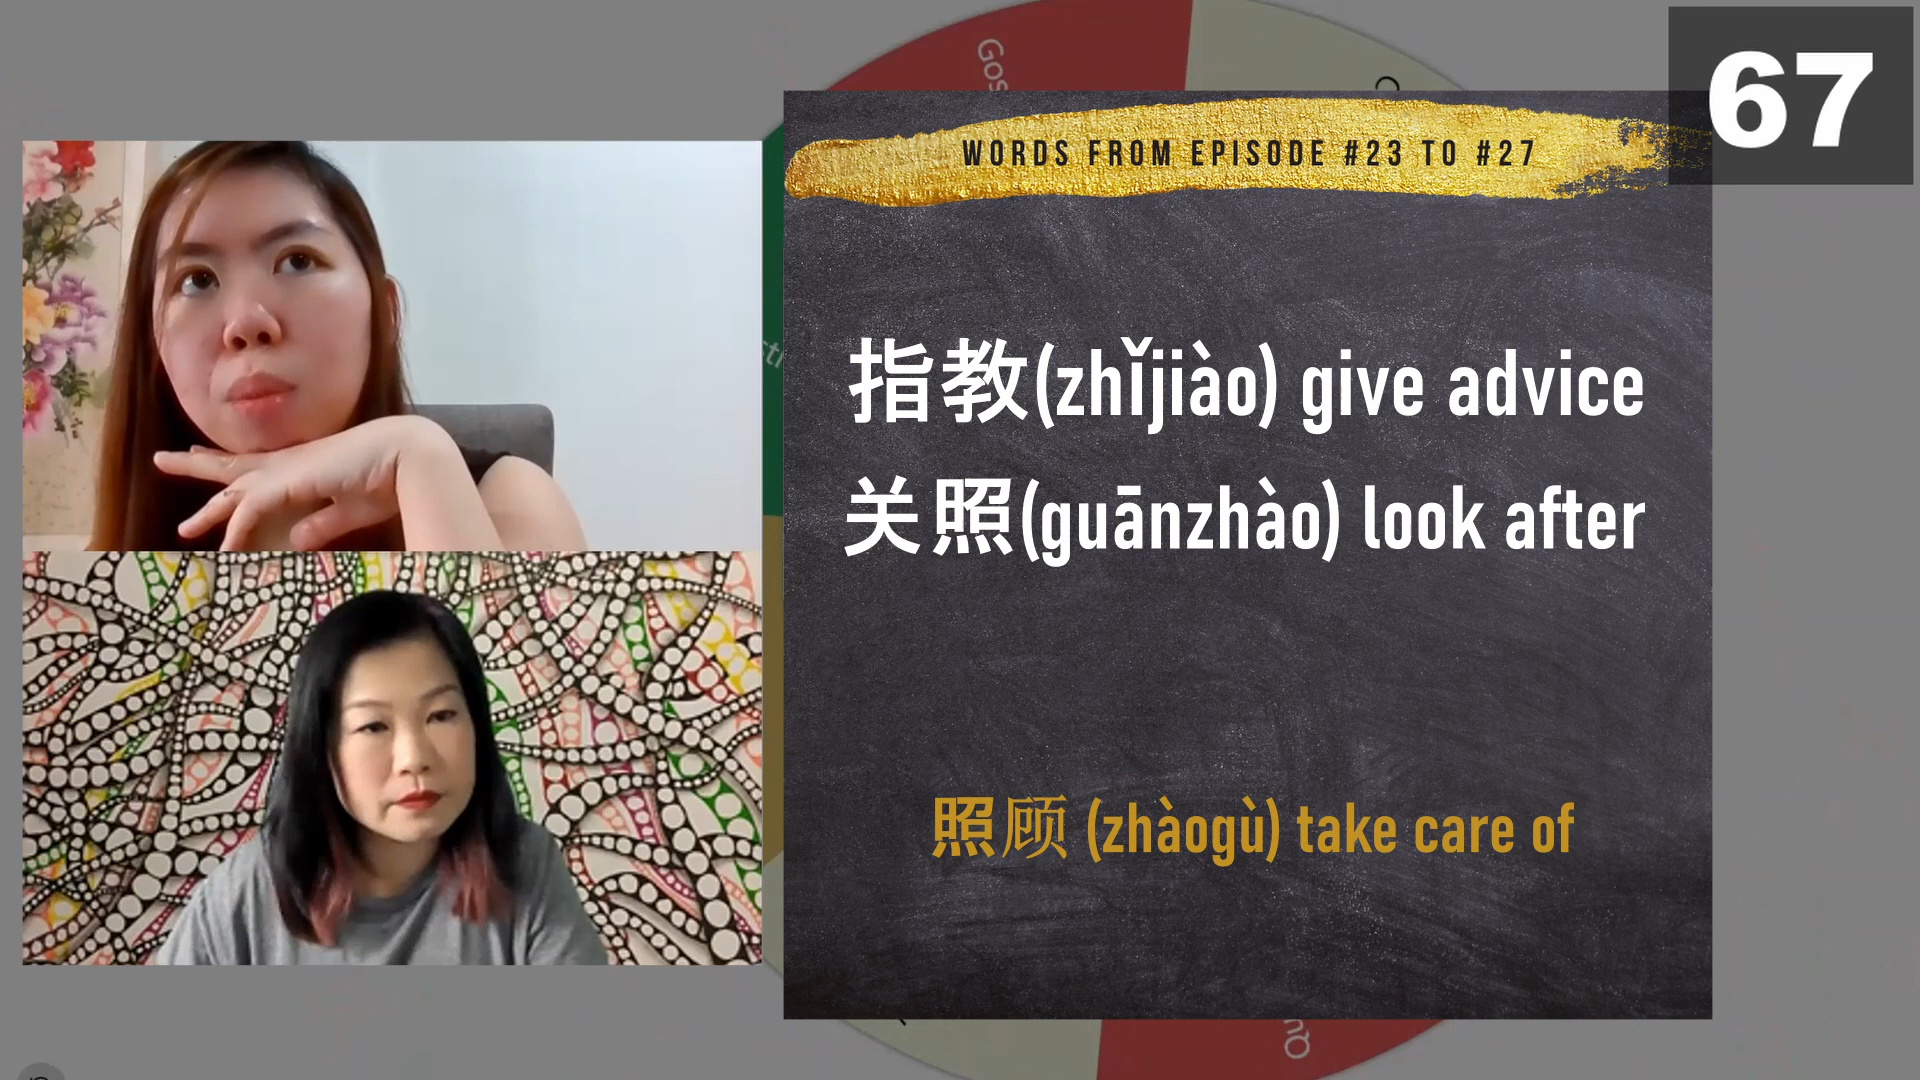 67
WORDS FROM EPISODE #23 TO #27
指教(zhǐjiào) give advice
关照(guānzhào) look after
照顾 (zhàogù) take care of
Gos